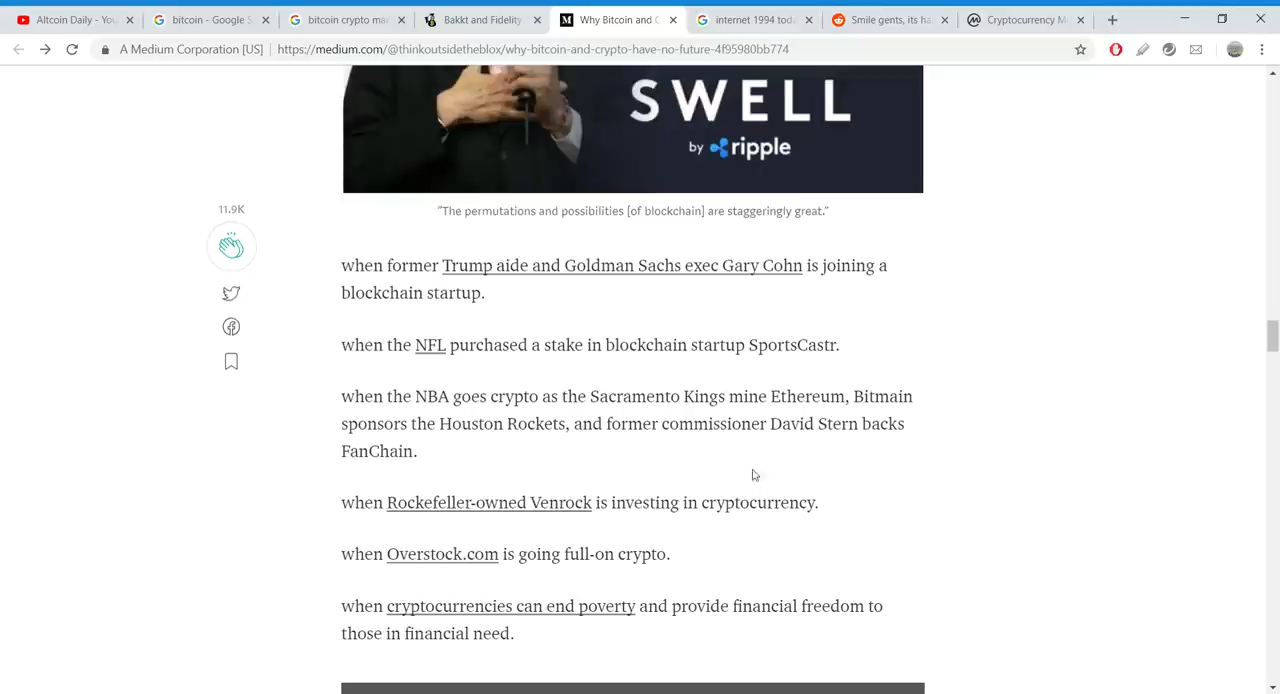 Altcoin Daily - You
bitcoin - Google S
bitcoin crypto mar
Bakkt and Fidelity
Why Bitcoin and C
internet 1994 toda
Smile gents, its ha
Cryptocurrency M
A Medium Corporation [US] | https://medium.com/@thinkoutsidetheblox/why-bitcoin-and-crypto-have-no-future-4f95980bb774
SWELL
by ripple
"The permutations and possibilities [of blockchain] are staggeringly great."
11.9K
when former Trump aide and Goldman Sachs exec Gary Cohn is joining a
blockchain startup.
when the NFL purchased a stake in blockchain startup SportsCastr.
when the NBA goes crypto as the Sacramento Kings mine Ethereum, Bitmain
sponsors the Houston Rockets, and former commissioner David Stern backs
FanChain.
when Rockefeller-owned Venrock is investing in cryptocurrency.
when Overstock.com is going full-on crypto.
when cryptocurrencies can end poverty and provide financial freedom to
those in financial need.